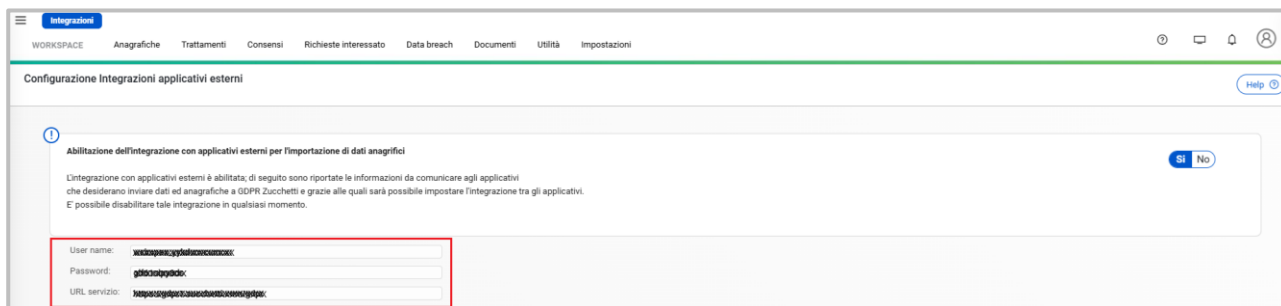 Integrazioni
WORKSPACE Anagrafiche Trattamenti Consensi Richieste interessato Data breach Documenti Utilità Impostazioni
Configurazione Integrazioni applicativi esterni
Help
Abilitazione dell'integrazione con applicativi esterni per l'importazione di dati anagrifici
Si No
L'integrazione con applicativi esterni è abilitata; di seguito sono riportate le informazioni da comunicare agli applicativi
che desiderano inviare dati ed anagrafiche a GDPR Zucchetti e grazie alle quali sarà possibile impostare l'integrazione tra gli applicativi.
E' possibile disabilitare tale integrazione in qualsiasi momento.
User name:
Password:
URL servizio: